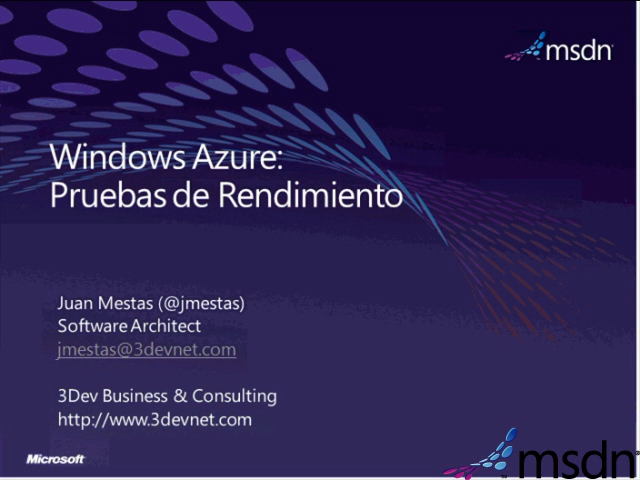 msdn
Windows Azure:
Pruebas de Rendimiento
Juan Mestas (@jmestas)
Software Architect
jmestas@3devnet.com
3Dev Business & Consulting
http://www.3devnet.com
Microsoft
msdn